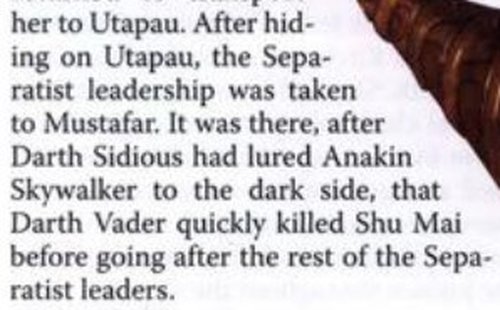 her to Utapau. After hid-
ing on Utapau, the Sepa-
ratist leadership was taken
to Mustafar. It was there, after
Darth Sidious had lured Anakin
Skywalker to the dark side, that
Darth Vader quickly killed Shu Mai
before going after the rest of the Sepa-
ratist leaders.